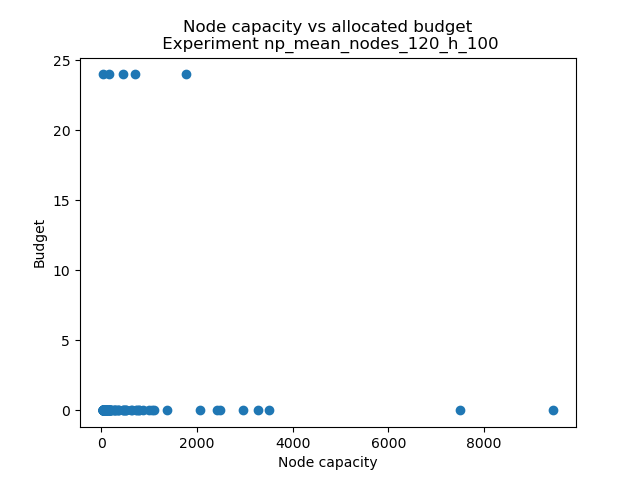 Node capacity vs allocated budget
Experiment np_mean_nodes_120_h_100
25
20
15
10
5
0
Budget
0 2000 4000 6000 8000
Node capacity